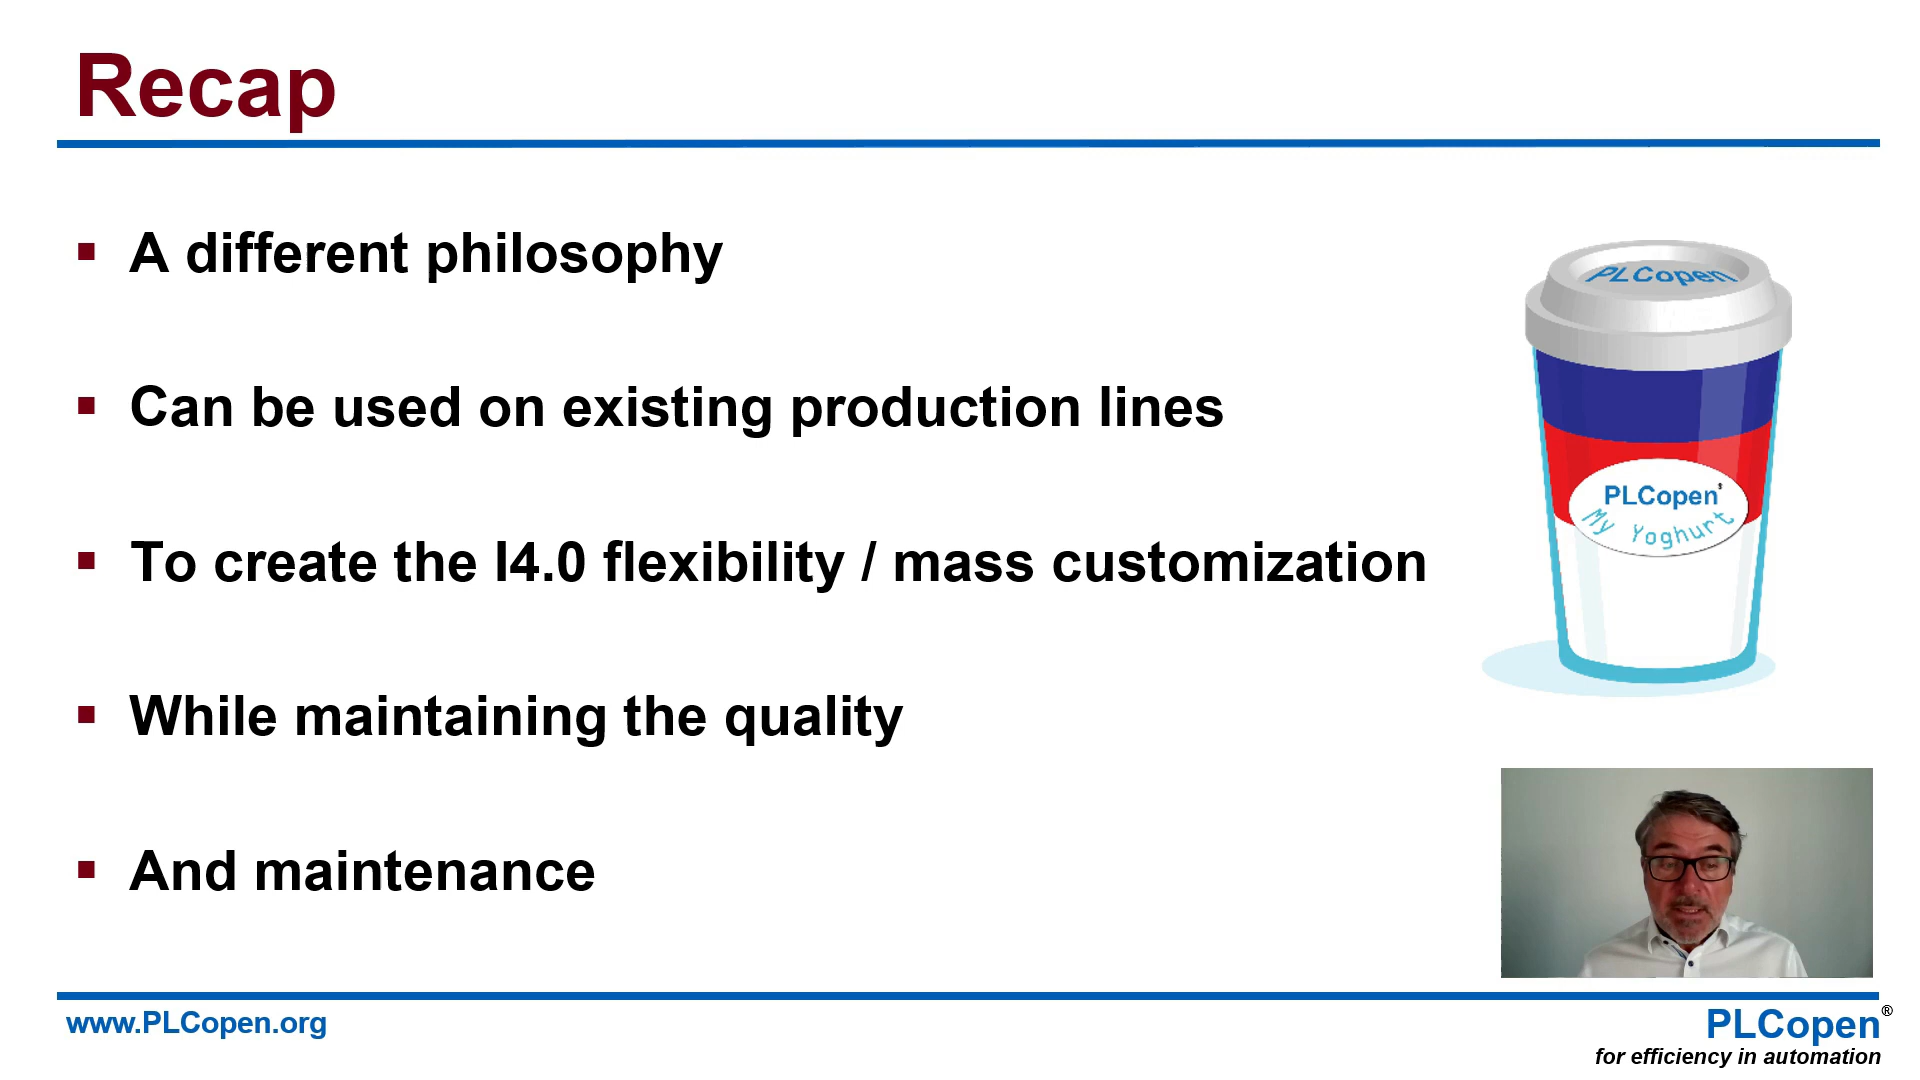 Recap
▪ A different philosophy
▪ Can be used on existing production lines
▪ To create the I4.0 flexibility / mass customization
▪ While maintaining the quality
▪ And maintenance
PLCopen
PLCopen®
My Yoghurt
www.PLCopen.org
PLCopen®
for efficiency in automation